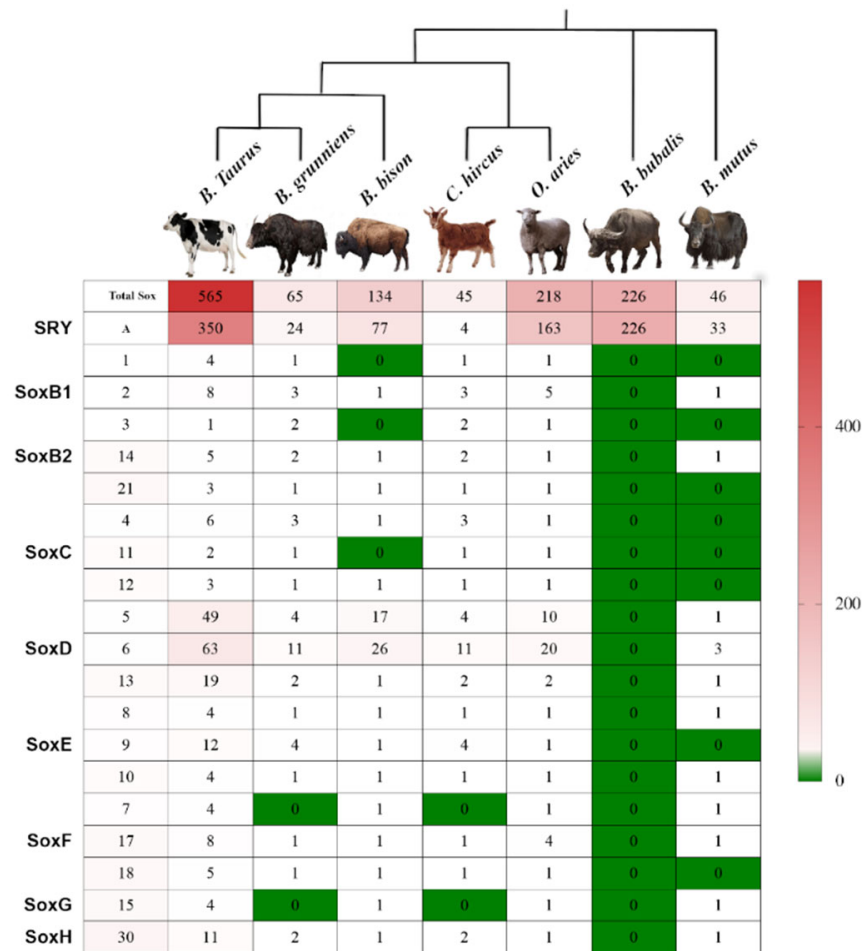 B. Taurus B. grunniens B. bison C. hircus O. aries B. bubalis B. mutus
Total Sox 565 65 134 45 218 226 46
SRY A 350 24 77 4 163 226 33
1 4 1 0 1 1 0 0
SoxB1 2 8 3 1 3 5 0 1
3 1 2 0 2 1 0 0
400
SoxB2 14 5 2 1 2 1 0 1
21 3 1 1 1 1 0 0
4 6 3 1 3 1 0 0
SoxC 11 2 1 0 1 1 0 0
12 3 1 1 1 1 0 0
5 49 4 17 4 10 0 1
200
SoxD 6 63 11 26 11 20 0 3
13 19 2 1 2 2 0 1
8 4 1 1 1 1 0 1
SoxE 9 12 4 1 4 1 0 0
10 4 1 1 1 1 0 1
0
7 4 0 1 0 1 0 1
SoxF 17 8 1 1 1 4 0 1
18 5 1 1 1 1 0 0
SoxG 15 4 0 1 0 1 0 1
SoxH 30 11 2 1 2 1 0 1